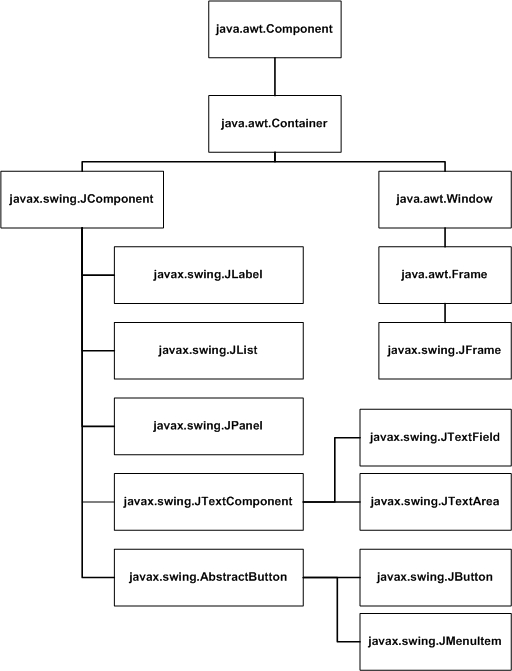 java.awt.Component
java.awt.Container
javax.swing.JComponent
java.awt.Window
javax.swing.JLabel
java.awt.Frame
javax.swing.JList
javax.swing.JFrame
javax.swing.JPanel
javax.swing.JTextField
javax.swing.JTextComponent
javax.swing.JTextArea
javax.swing.AbstractButton
javax.swing.JButton
javax.swing.JMenuItem